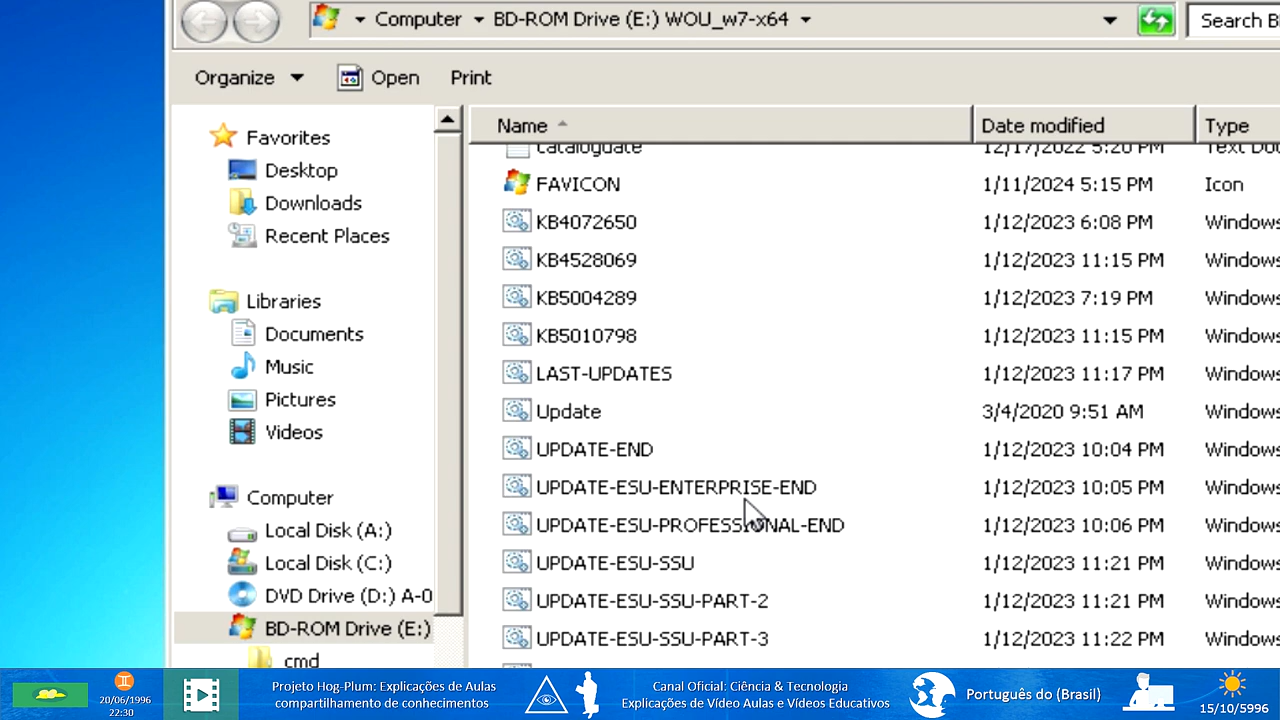 Computer BD-ROM Drive (E:) WOU_w7-x64
Search B
Organize Open Print
Favorites
Desktop
Downloads
Recent Places
Libraries
Documents
Music
Pictures
Videos
Computer
Local Disk (A:)
Local Disk (C:)
DVD Drive (D:) A-0
BD-ROM Drive (E:)
cmd
Name Date modified Type
cataloguate 12/17/2022 5:20 PM Text Doc
FAVICON 1/11/2024 5:15 PM Icon
KB4072650 1/12/2023 6:08 PM Windows
KB4528069 1/12/2023 11:15 PM Windows
KB5004289 1/12/2023 7:19 PM Windows
KB5010798 1/12/2023 11:15 PM Windows
LAST-UPDATES 1/12/2023 11:17 PM Windows
Update 3/4/2020 9:51 AM Windows
UPDATE-END 1/12/2023 10:04 PM Windows
UPDATE-ESU-ENTERPRISE-END 1/12/2023 10:05 PM Windows
UPDATE-ESU-PROFESSIONAL-END 1/12/2023 10:06 PM Windows
UPDATE-ESU-SSU 1/12/2023 11:21 PM Windows
UPDATE-ESU-SSU-PART-2 1/12/2023 11:21 PM Windows
UPDATE-ESU-SSU-PART-3 1/12/2023 11:22 PM Windows
20/06/1996
22:30
Projeto Hog-Plum: Explicações de Aulas
compartilhamento de conhecimentos
Canal Oficial: Ciência & Tecnologia
Explicações de Vídeo Aulas e Vídeos Educativos
Português do (Brasil)
15/10/5996